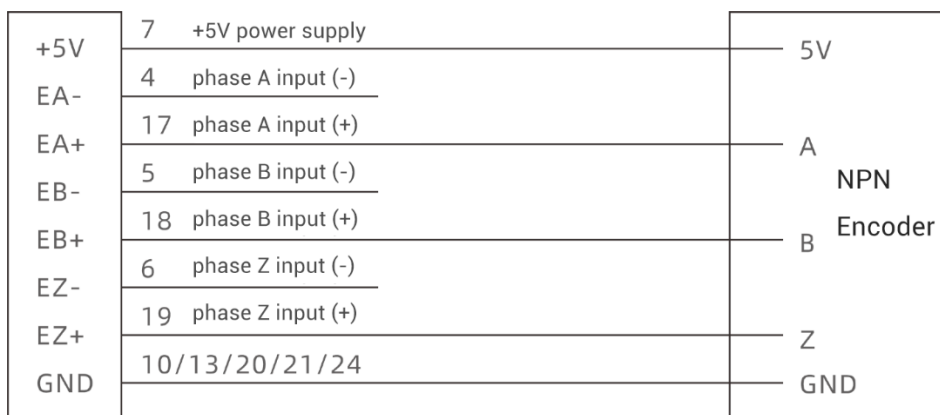 +5V 7 +5V power supply 5V
EA- 4 phase A input (-)
EA+ 17 phase A input (+) A
EB- 5 phase B input (-)
EB+ 18 phase B input (+) B
EZ- 6 phase Z input (-)
EZ+ 19 phase Z input (+) Z
GND 10/13/20/21/24 GND
NPN
Encoder